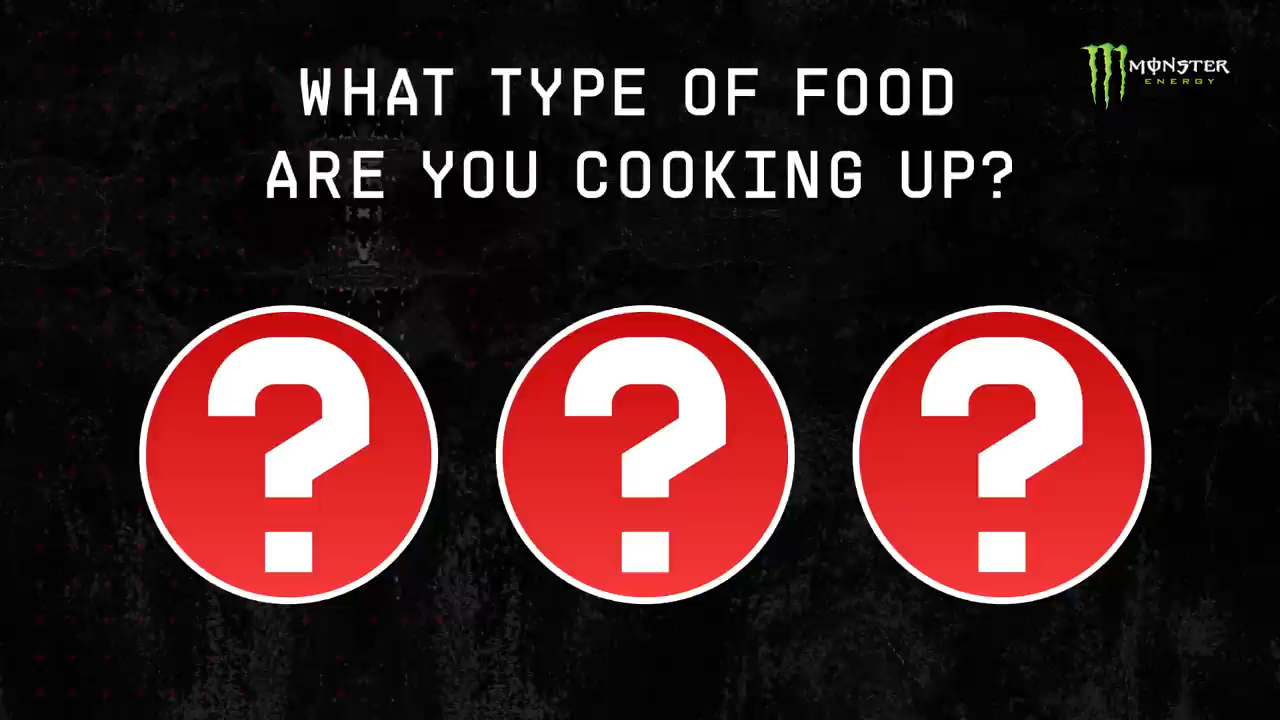 WHAT TYPE OF FOOD
ARE YOU COOKING UP?
MONSTER
ENERGY
? ? ?